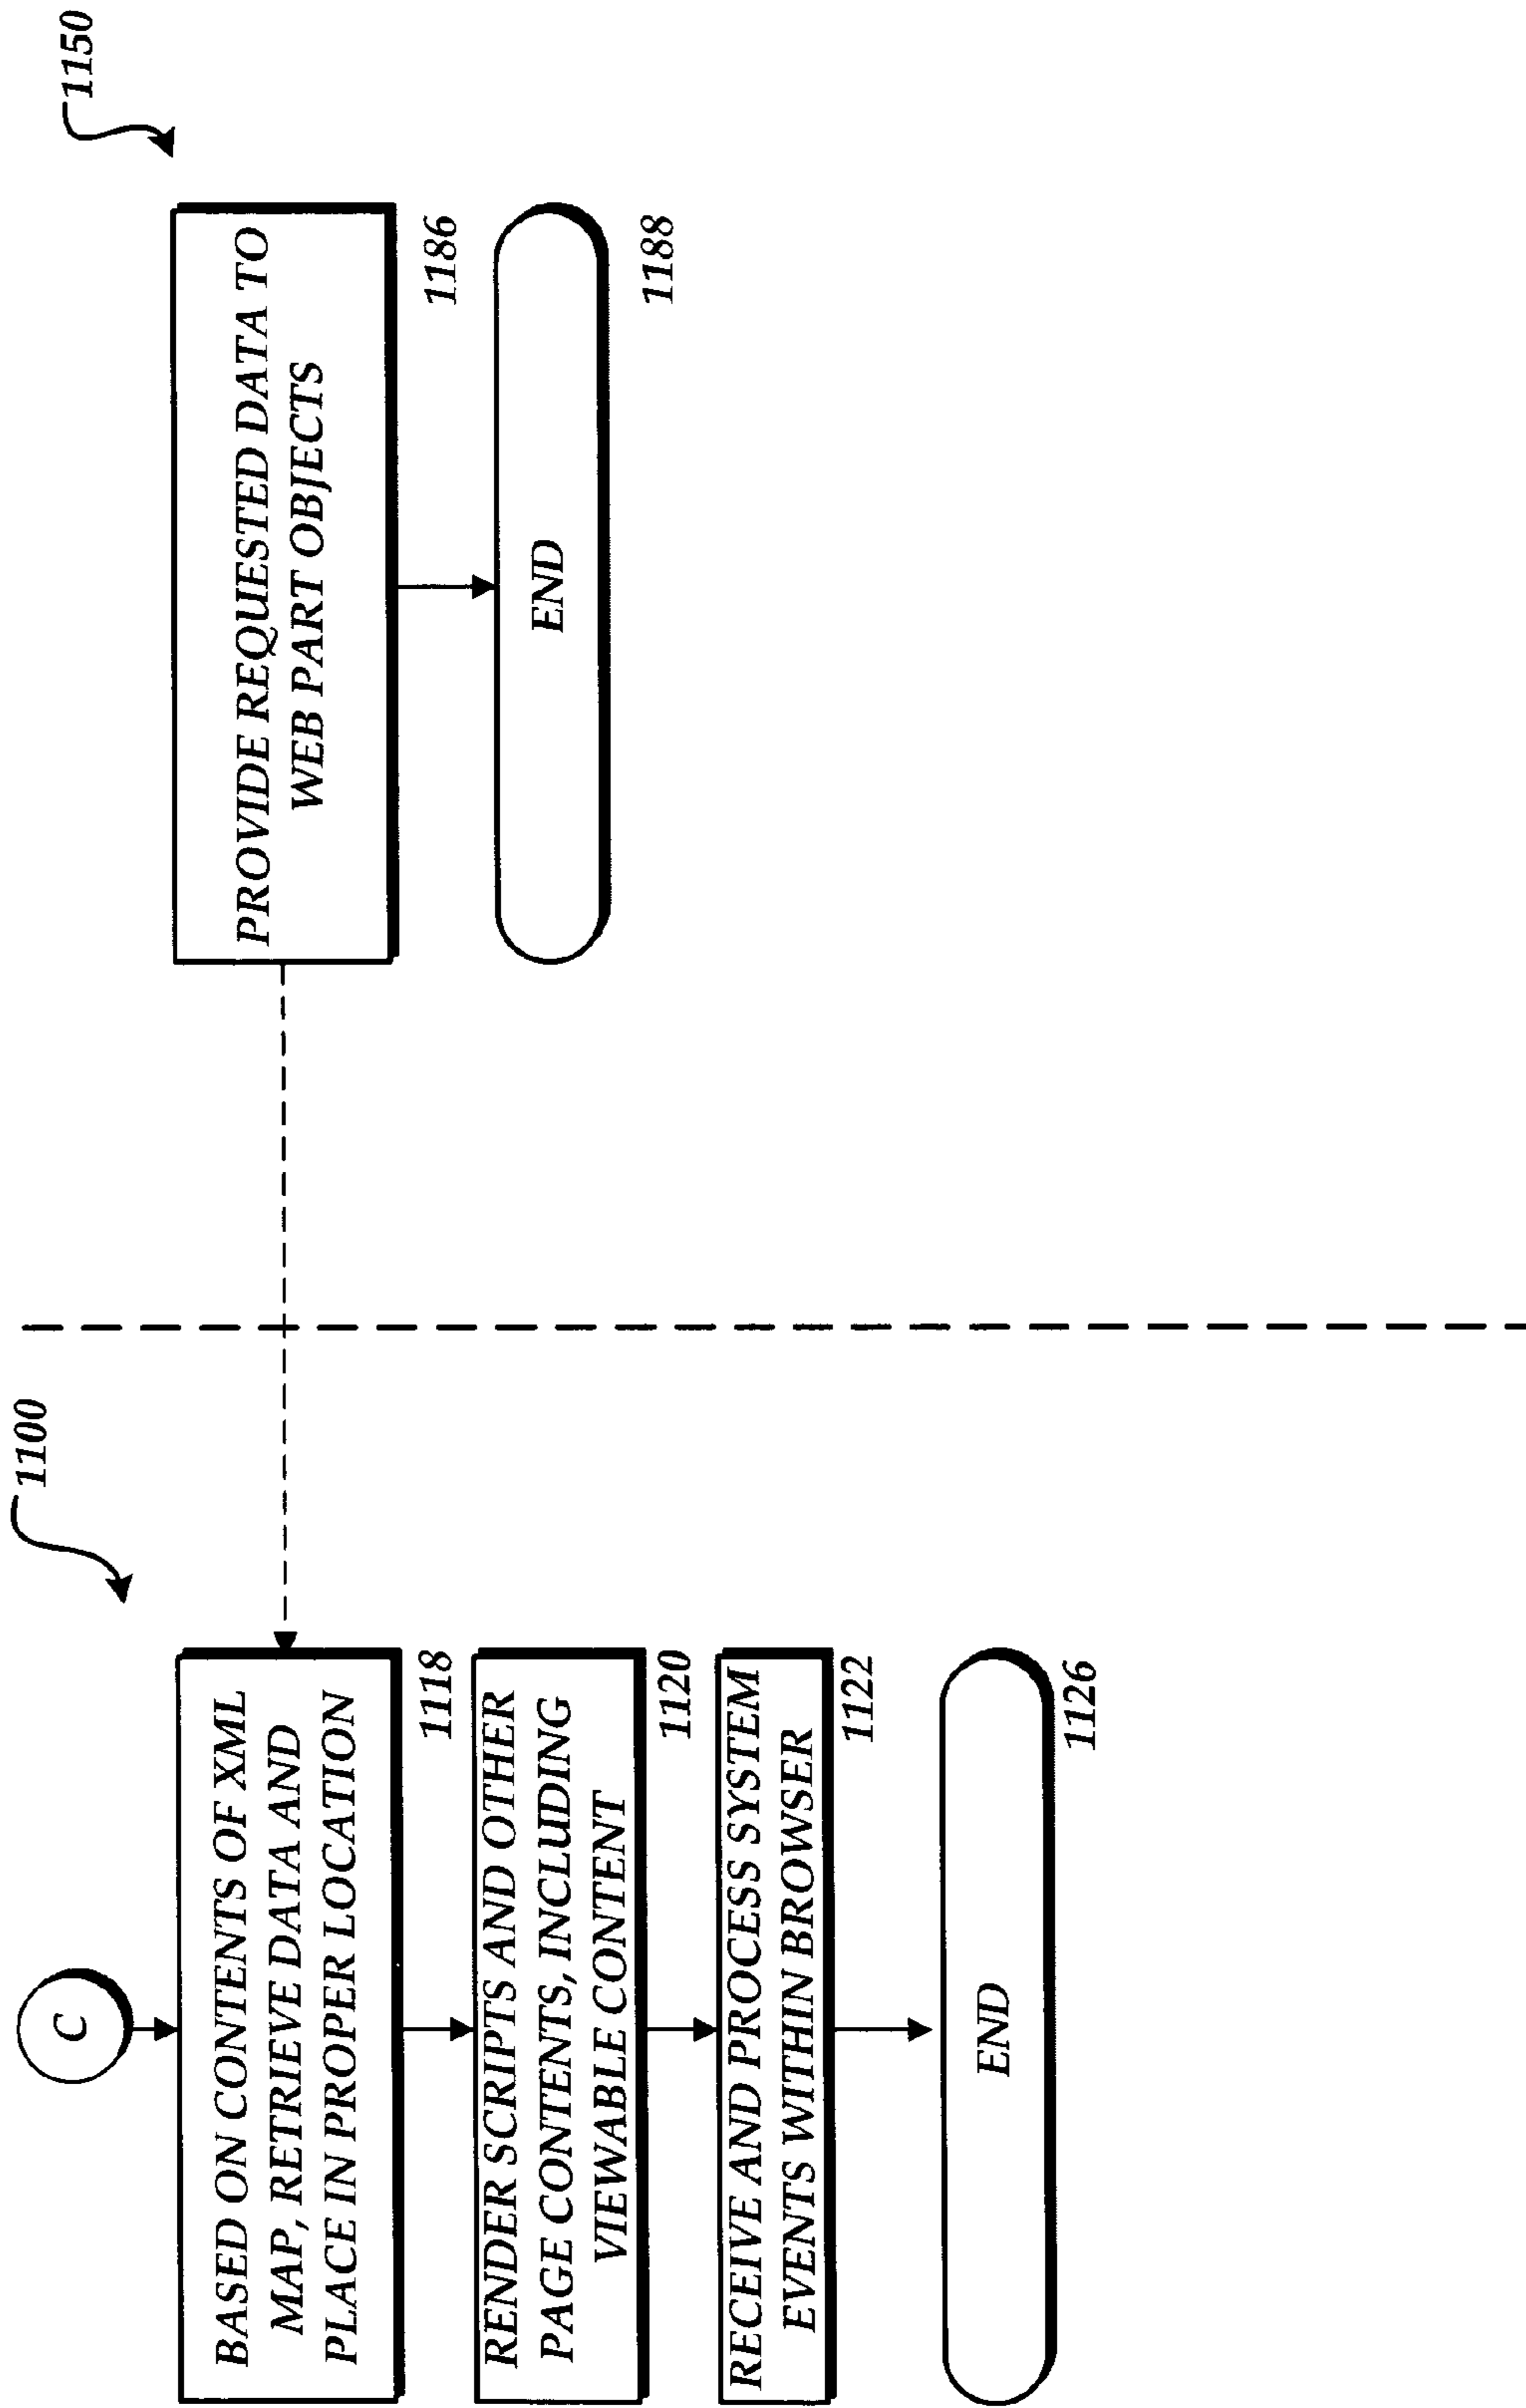 1100
C
BASED ON CONTENTS OF XML
MAP, RETRIEVE DATA AND
PLACE IN PROPER LOCATION
1118
RENDER SCRIPTS AND OTHER
PAGE CONTENTS, INCLUDING
VIEWABLE CONTENT
1120
RECEIVE AND PROCESS SYSTEM
EVENTS WITHIN BROWSER
1122
END
1126
1150
PROVIDE REQUESTED DATA TO
WEB PART OBJECTS
1186
END
1188